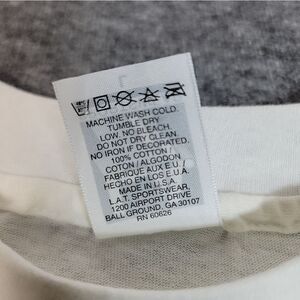 L
MACHINE WASH COLD.
TUMBLE DRY
LOW. NO BLEACH.
DO NOT DRY CLEAN.
NO IRON IF DECORATED.
100% COTTON /
COTON / ALGODON
FABRIQUE AUX E.U. /
HECHO EN LOS E.U.
MADE IN U.S.A.
L.A.T. SPORTSWEAR,
1200 AIRPORT DRIVE
BALL GROUND, GA 30107
RN 60626